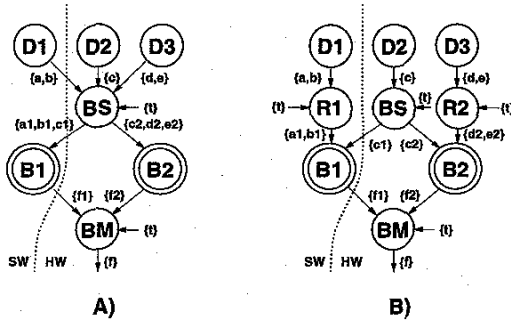 D1 D2 D3 D1 D2 D3
{a,b} {c} {d,e} {a,b} {c} {d,e}
BS {t} {t} R1 BS {t} R2 {t}
{a1,b1,c1} {c2,d2,e2} {a1,b1} {c1} {c2} {d2,e2}
B1 B2 B1 B2
{f1} {f2} {f1} {f2}
BM {t} BM {t}
SW HW {f} SW HW {f}
A) B)